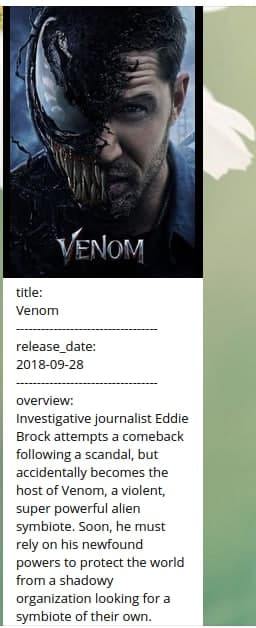 VENOM
title:
Venom
----------------------------------
release_date:
2018-09-28
----------------------------------
overview:
Investigative journalist Eddie
Brock attempts a comeback
following a scandal, but
accidentally becomes the
host of Venom, a violent,
super powerful alien
symbiote. Soon, he must
rely on his newfound
powers to protect the world
from a shadowy
organization looking for a
symbiote of their own.